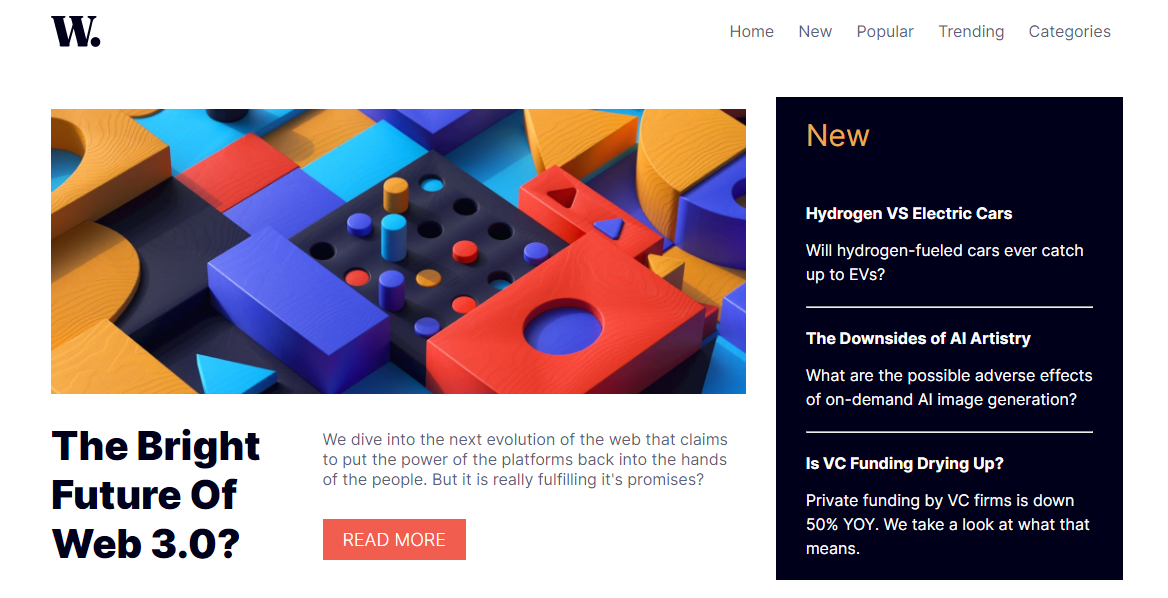 W.
Home New Popular Trending Categories
The Bright
Future Of
Web 3.0?
We dive into the next evolution of the web that claims
to put the power of the platforms back into the hands
of the people. But it is really fulfilling it's promises?
READ MORE
New
Hydrogen VS Electric Cars
Will hydrogen-fueled cars ever catch
up to EVs?
The Downsides of AI Artistry
What are the possible adverse effects
of on-demand AI image generation?
Is VC Funding Drying Up?
Private funding by VC firms is down
50% YOY. We take a look at what that
means.